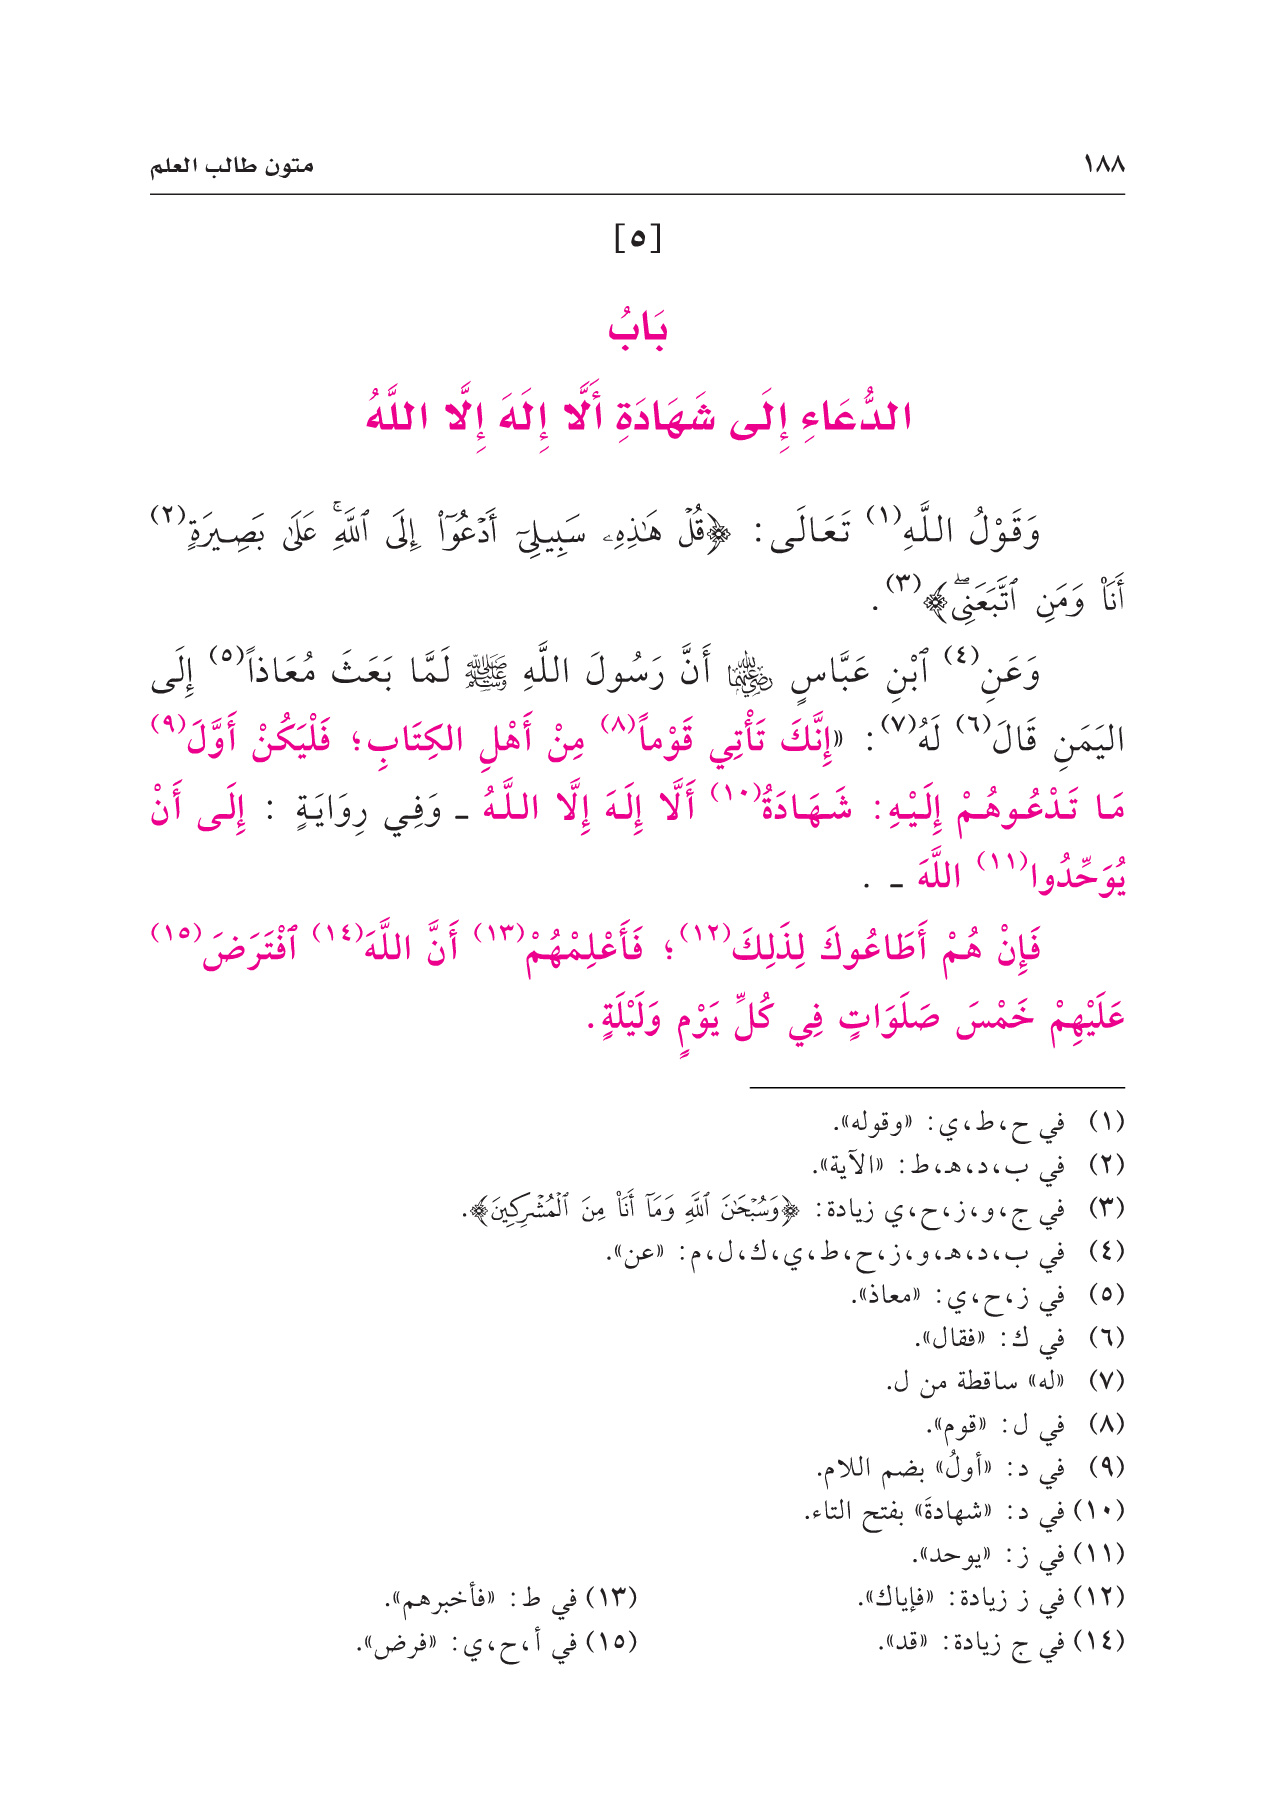 ١٨٨ متون طالب العلم
[٥]
بَابُ
الدُّعَاءِ إِلَى شَهَادَةِ أَلَّا إِلَهَ إِلَّا اللَّهُ
وَقَوْلُ اللَّهِ(١) تَعَالَى: ﴿قُلْ هَٰذِهِۦ سَبِيلِىٓ أَدْعُوٓا۟ إِلَى ٱللَّهِ ۚ عَلَىٰ بَصِيرَةٍ(٢)
أَنَا۠ وَمَنِ ٱتَّبَعَنِى ۖ﴾(٣).
وَعَنِ(٤) ٱبْنِ عَبَّاسٍ رضي الله عنهما أَنَّ رَسُولَ اللَّهِ ﷺ لَمَّا بَعَثَ مُعَاذاً(٥) إِلَى
اليَمَنِ قَالَ(٦) لَهُ(٧): «إِنَّكَ تَأْتِي قَوْماً(٨) مِنْ أَهْلِ الكِتَابِ؛ فَلْيَكُنْ أَوَّلَ(٩)
مَا تَدْعُوهُمْ إِلَيْهِ: شَهَادَةُ(١٠) أَلَّا إِلَهَ إِلَّا اللَّهُ ـ وَفِي رِوَايَةٍ: إِلَى أَنْ
يُوَحِّدُوا(١١) اللَّهَ ـ .
فَإِنْ هُمْ أَطَاعُوكَ لِذَلِكَ(١٢)؛ فَأَعْلِمْهُمْ(١٣) أَنَّ اللَّهَ(١٤) ٱفْتَرَضَ(١٥)
عَلَيْهِمْ خَمْسَ صَلَوَاتٍ فِي كُلِّ يَوْمٍ وَلَيْلَةٍ.
(١) في ح، ط، ي: «وقوله».
(٢) في ب، د، هـ، ط: «الآية».
(٣) في ج، و، ز، ح، ي زيادة: ﴿وَسُبْحَٰنَ ٱللَّهِ وَمَآ أَنَا۠ مِنَ ٱلْمُشْرِكِينَ﴾.
(٤) في ب، د، هـ، و، ز، ح، ط، ي، ك، ل، م: «عن».
(٥) في ز، ح، ي: «معاذ».
(٦) في ك: «فقال».
(٧) «له» ساقطة من ل.
(٨) في ل: «قوم».
(٩) في د: «أولُ» بضم اللام.
(١٠) في د: «شهادةَ» بفتح التاء.
(١١) في ز: «يوحد».
(١٢) في ز زيادة: «فإياك». (١٣) في ط: «فأخبرهم».
(١٤) في ج زيادة: «قد». (١٥) في أ، ح، ي: «فرض».